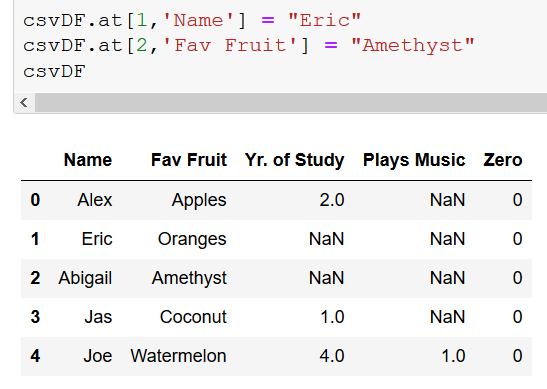 csvDF.at[1,'Name'] = "Eric"
csvDF.at[2,'Fav Fruit'] = "Amethyst"
csvDF
Name Fav Fruit Yr. of Study Plays Music Zero
0 Alex Apples 2.0 NaN 0
1 Eric Oranges NaN NaN 0
2 Abigail Amethyst NaN NaN 0
3 Jas Coconut 1.0 NaN 0
4 Joe Watermelon 4.0 1.0 0